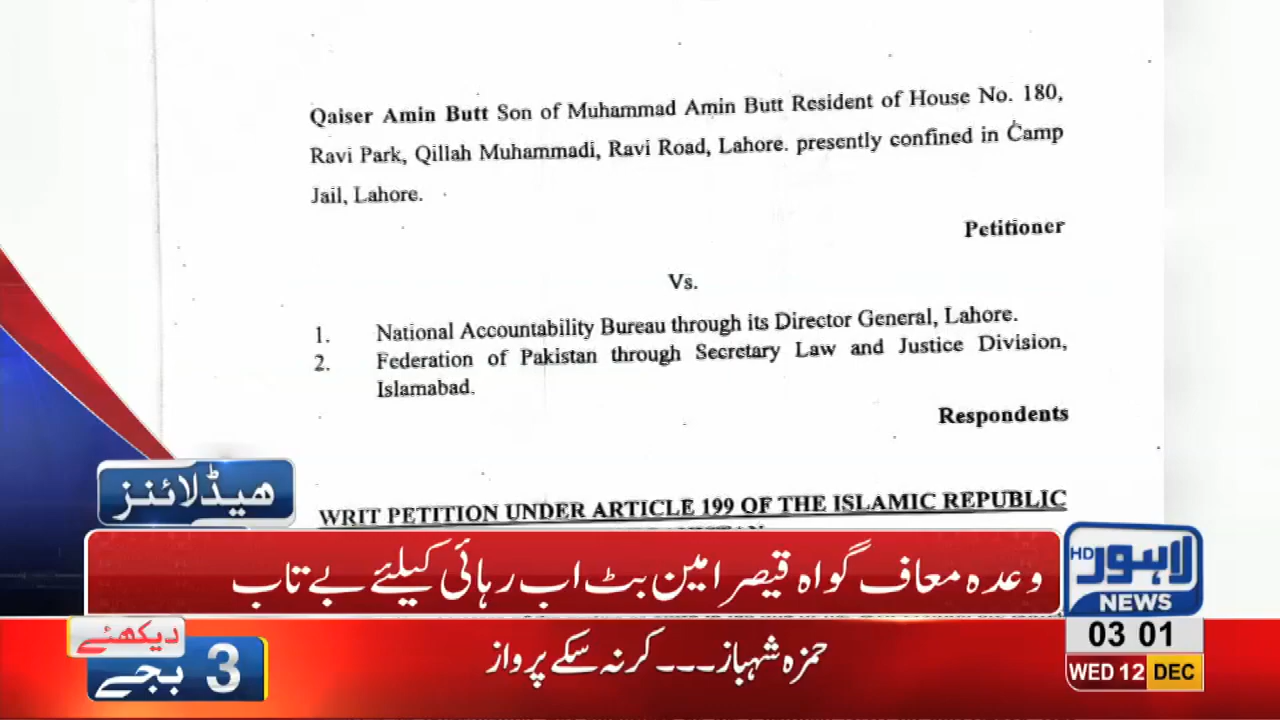 Qaiser Amin Butt Son of Muhammad Amin Butt Resident of House No. 180,
Ravi Park, Qillah Muhammadi, Ravi Road, Lahore. presently confined in Camp
Jail, Lahore.
Petitioner
Vs.
1. National Accountability Bureau through its Director General, Lahore.
2. Federation of Pakistan through Secretary Law and Justice Division,
Islamabad.
Respondents
WRIT PETITION UNDER ARTICLE 199 OF THE ISLAMIC REPUBLIC
ھیڈلائنز
وعدہ معاف گواہ قیصر امین بٹ اب رہائی کیلئے بے تاب
لاہور HD
NEWS
دیکھئے
3 بجے
حمزہ شہباز۔۔۔ کر نہ سکے پرواز
03 01
WED 12 DEC